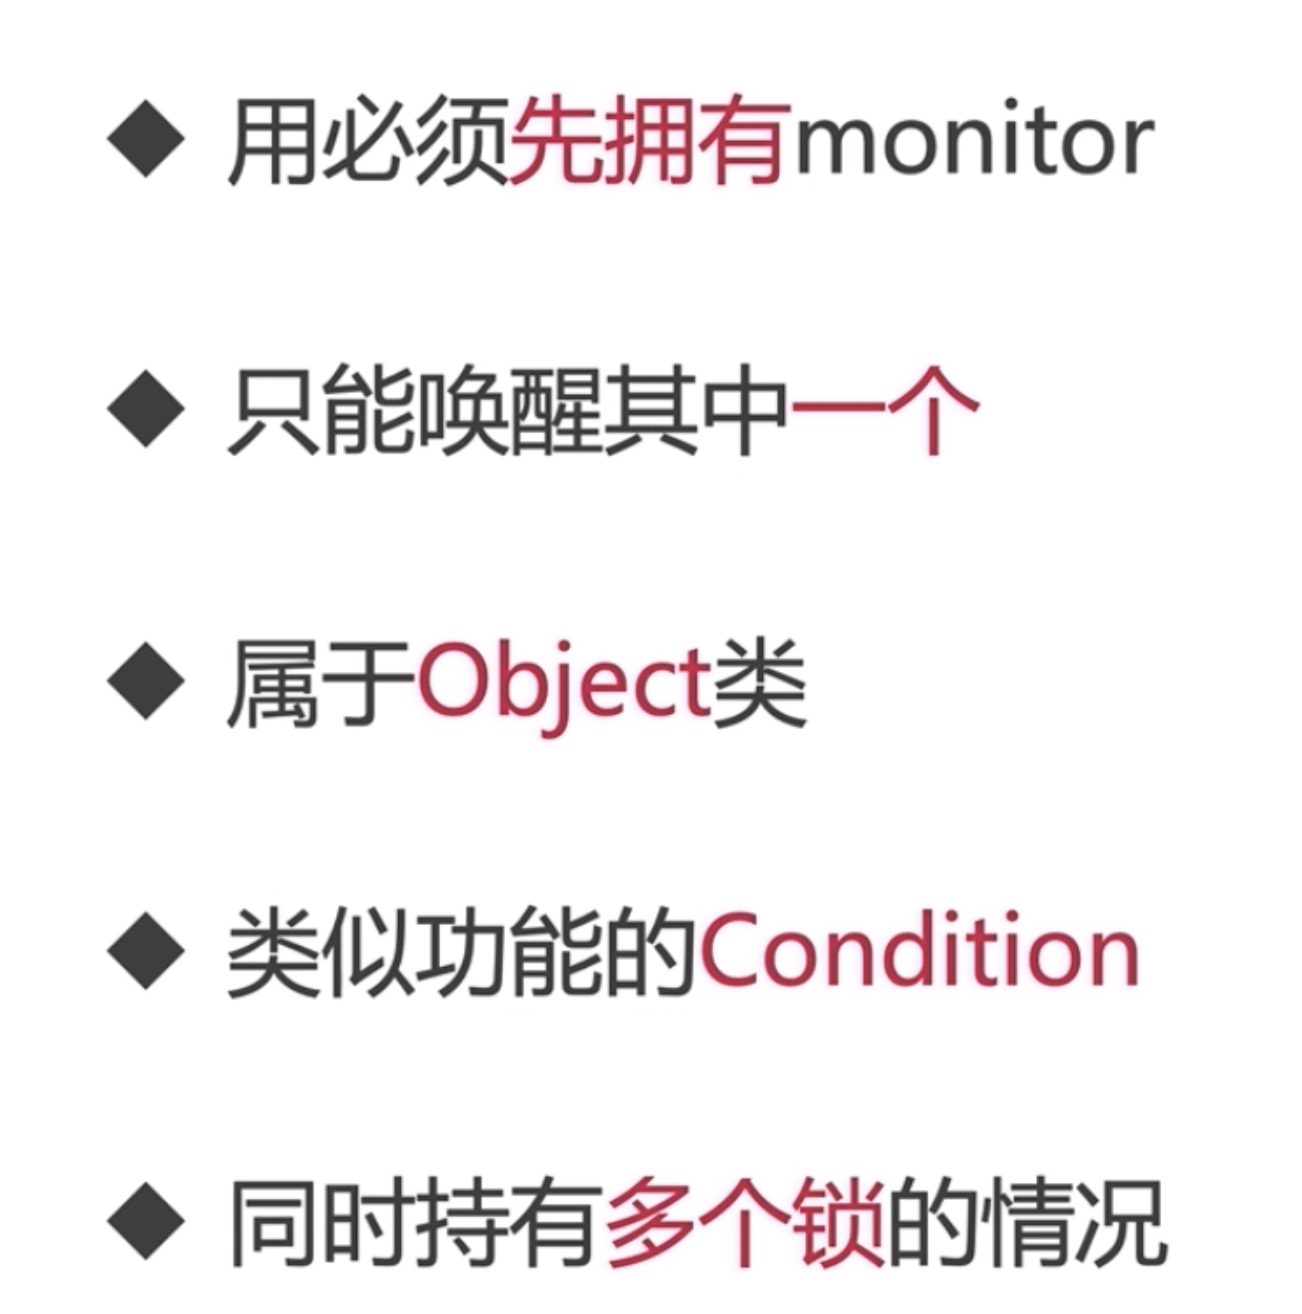 ◆ 用必须先拥有monitor
◆ 只能唤醒其中一个
◆ 属于Object类
◆ 类似功能的Condition
◆ 同时持有多个锁的情况